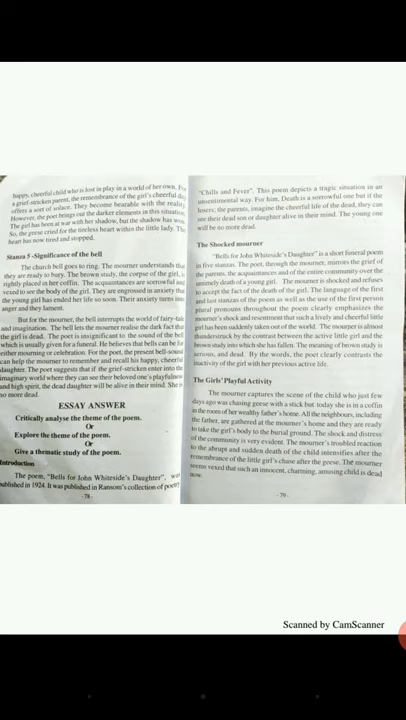 happy, cheerful child who is lost in play in a world of her own. For
a grief-stricken parent, the remembrance of the girl's cheerful day
offers a sort of solace. They become bearable with the reality.
However, the poet brings out the darker elements in this situation.
The girl has been at war with her shadow, but the shadow has won.
So, the geese cried for the tireless heart within the little lady. The
heart has now tired and stopped.
Stanza 5 -Significance of the bell
The church bell goes to ring. The mourner understands that
they are ready to bury. The brown study, the corpse of the girl, is
rightly placed in her coffin. The acquaintances are sorrowful and
vexed to see the body of the girl. They are engrossed in anxiety that
the young girl has ended her life so soon. Their anxiety turns into
anger and they lament.
But for the mourner, the bell interrupts the world of fairy-tale
and imagination. The bell lets the mourner realise the dark fact that
the girl is dead. The poet is insignificant to the sound of the bell
which is usually given for a funeral. He believes that the bells can be for
either mourning or celebration. For the poet, the present bell-sound
can help the mourner to remember and recall his happy, cheerful
daughter. The poet suggests that if the grief-stricken enter into the
imaginary world where they can see their beloved one's playfulness
and high spirit, the dead daughter will be alive in their mind. She is
no more dead.
ESSAY ANSWER
Critically analyse the theme of the poem.
Or
Explore the theme of the poem.
Or
Give a thematic study of the poem.
Introduction
The poem, "Bells for John Whiteside's Daughter", was
published in 1924. It was published in Ransom's collection of poetry
- 78 -
"Chills and Fever". This poem depicts a tragic situation in an
unsentimental way. For him, Death is a sorrowful one but if the
losers; the parents, imagine the cheerful life of the dead, they can
see their dead son or daughter alive in their mind. The young one
will be no more dead.
The Shocked mourner
"Bells for John Whiteside's Daughter" is a short funeral poem
in five stanzas. The poet, through the mourner, mirrors the grief of
the parents, the acquaintances and of the entire community over the
untimely death of a young girl. The mourner is shocked and refuses
to accept the fact of the death of the girl. The language of the first
and last stanzas of the poem as well as the use of the first person
plural pronouns throughout the poem clearly emphasizes the
mourner's shock and resentment that such a lively and cheerful little
girl has been suddenly taken out of the world. The mourner is almost
thunderstruck by the contrast between the active little girl and the
brown study into which she has fallen. The meaning of brown study is
serious, and dead. By the words, the poet clearly contrasts the
inactivity of the girl with her previous active life.
The Girls' Playful Activity
The mourner captures the scene of the child who just few
days ago was chasing geese with a stick but today she is in a coffin
in the room of her wealthy father's home. All the neighbours, including
the father, are gathered at the mourner's home and they are ready
to take the girl's body to the burial ground. The shock and distress
of the community is very evident. The mourner's troubled reaction
to the abrupt and sudden death of the child intensifies after the
remembrance of the little girl's chase after the geese. The mourner
seems vexed that such an innocent, charming, amusing child is dead
now.
- 79 -
Scanned by CamScanner